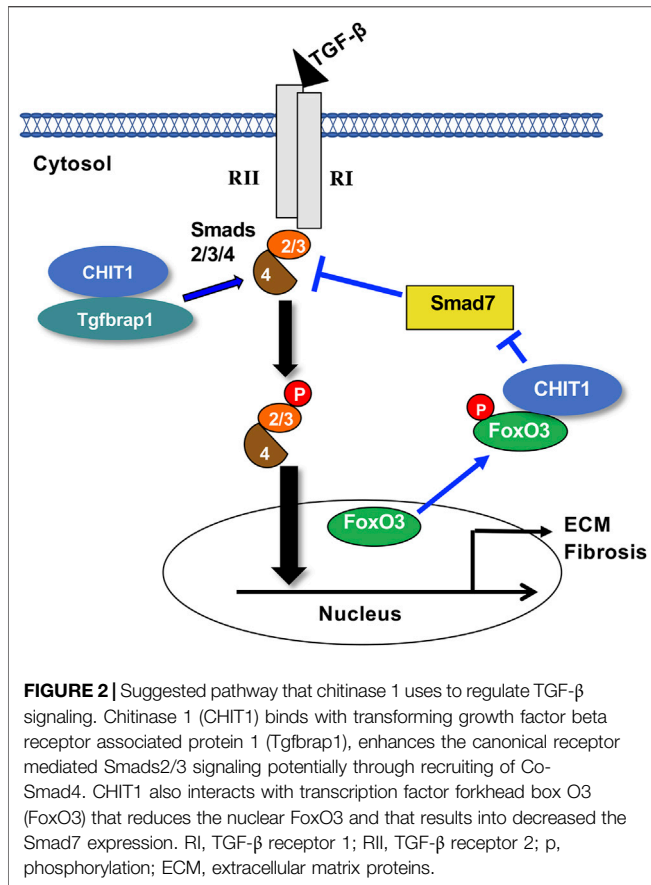 TGF-β
Cytosol
RII
RI
Smads
2/3/4
2/3
4
CHIT1
Tgfbrap1
Smad7
P
2/3
4
CHIT1
P
FoxO3
FoxO3
ECM
Fibrosis
Nucleus
FIGURE 2 | Suggested pathway that chitinase 1 uses to regulate TGF-β
signaling. Chitinase 1 (CHIT1) binds with transforming growth factor beta
receptor associated protein 1 (Tgfbrap1), enhances the canonical receptor
mediated Smads2/3 signaling potentially through recruiting of Co-
Smad4. CHIT1 also interacts with transcription factor forkhead box O3
(FoxO3) that reduces the nuclear FoxO3 and that results into decreased the
Smad7 expression. RI, TGF-β receptor 1; RII, TGF-β receptor 2; p,
phosphorylation; ECM, extracellular matrix proteins.